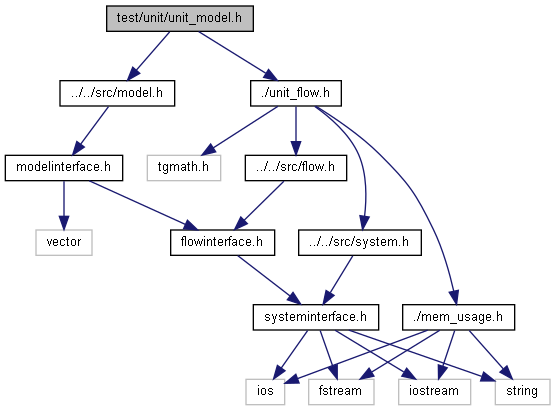 test/unit/unit_model.h
../../src/model.h
./unit_flow.h
modelinterface.h
tgmath.h
../../src/flow.h
vector
flowinterface.h
../../src/system.h
systeminterface.h
./mem_usage.h
ios
fstream
iostream
string